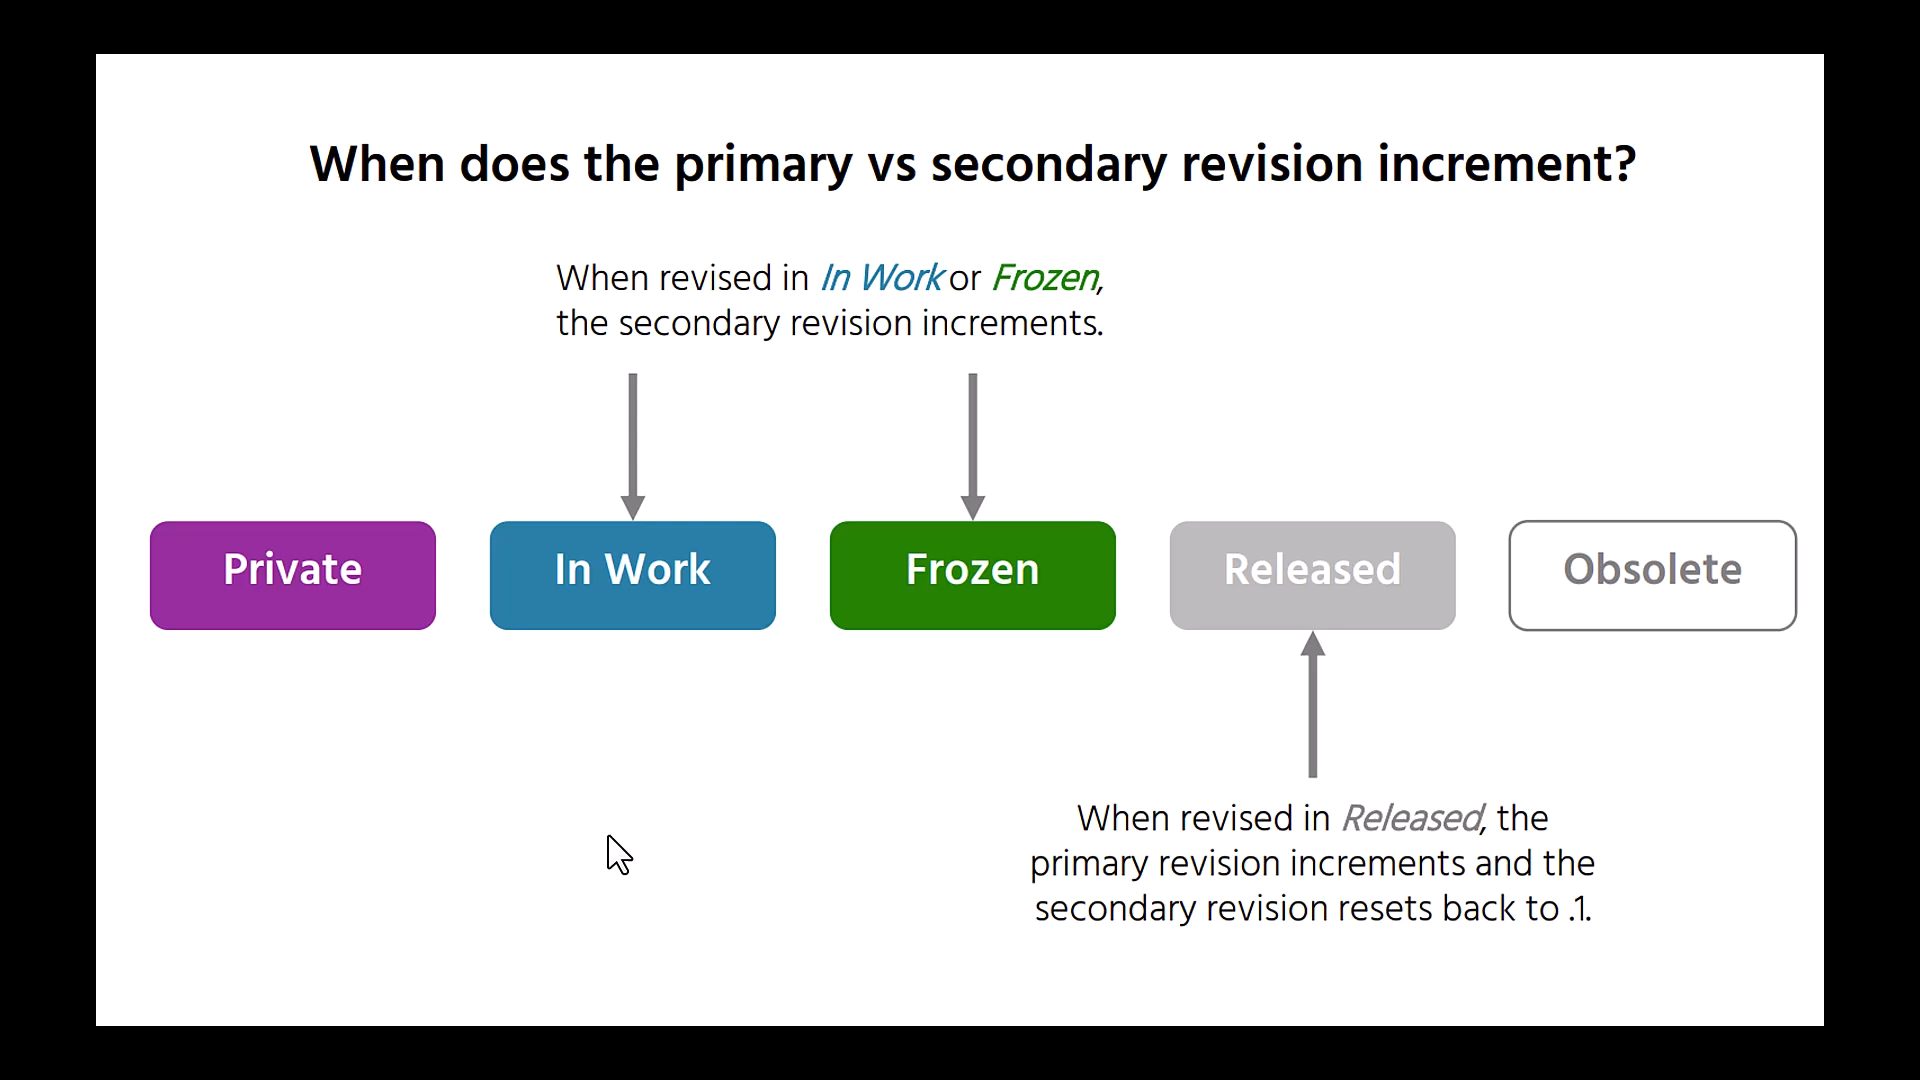 When does the primary vs secondary revision increment?
When revised in In Work or Frozen,
the secondary revision increments.
Private
In Work
Frozen
Released
Obsolete
When revised in Released, the
primary revision increments and the
secondary revision resets back to .1.